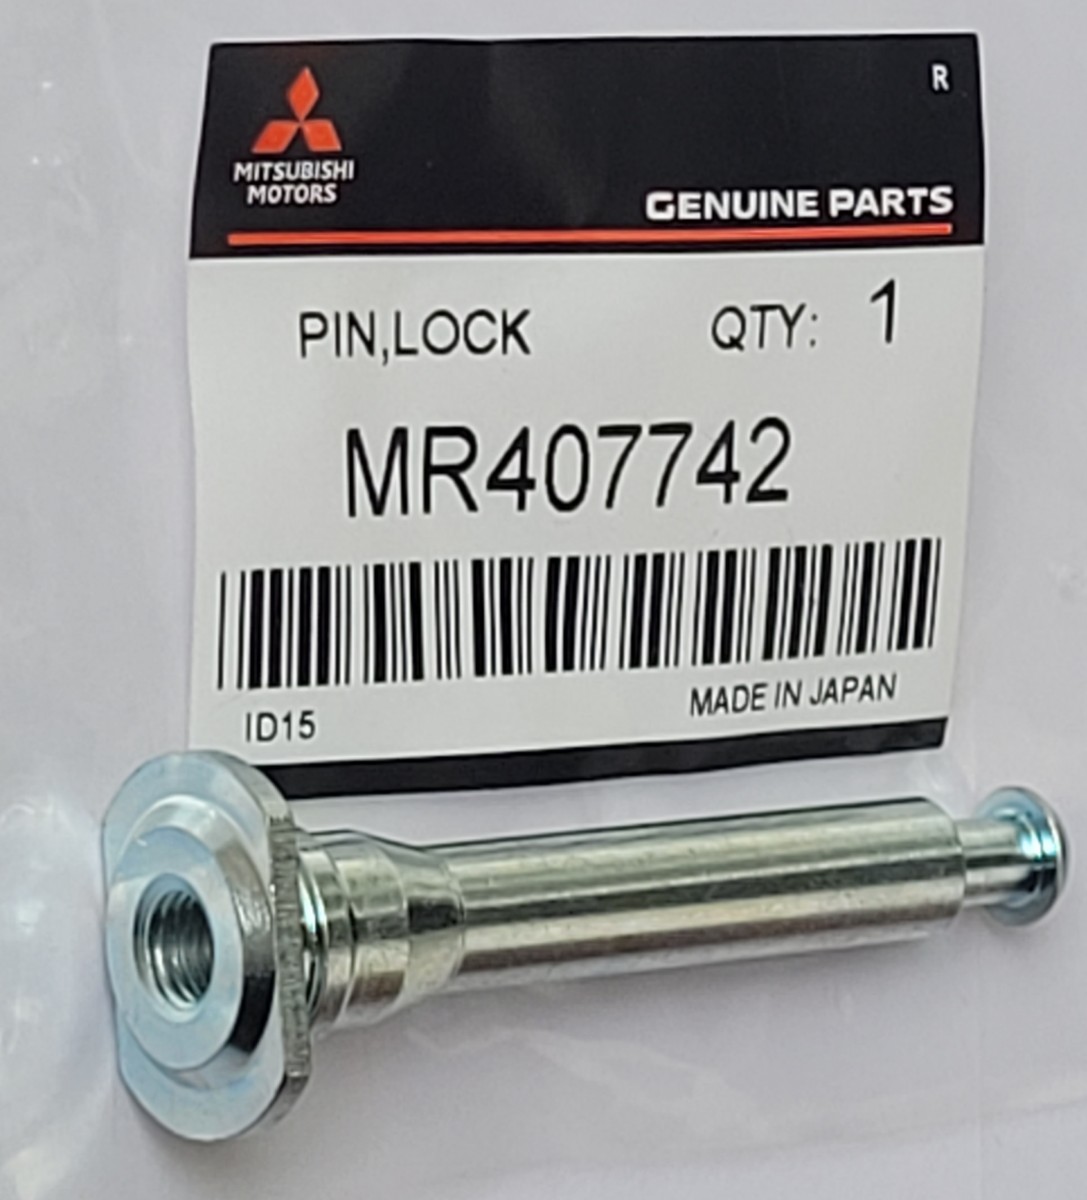 R
MITSUBISHI
MOTORS
GENUINE PARTS
PIN,LOCK QTY: 1
MR407742
ID15 MADE IN JAPAN